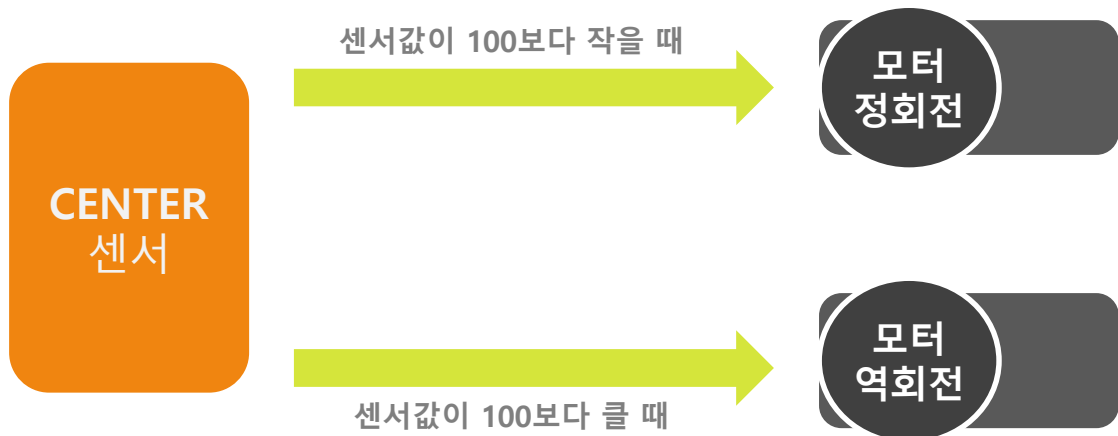 센서값이 100보다 작을 때
모터
정회전
CENTER
센서
모터
역회전
센서값이 100보다 클 때